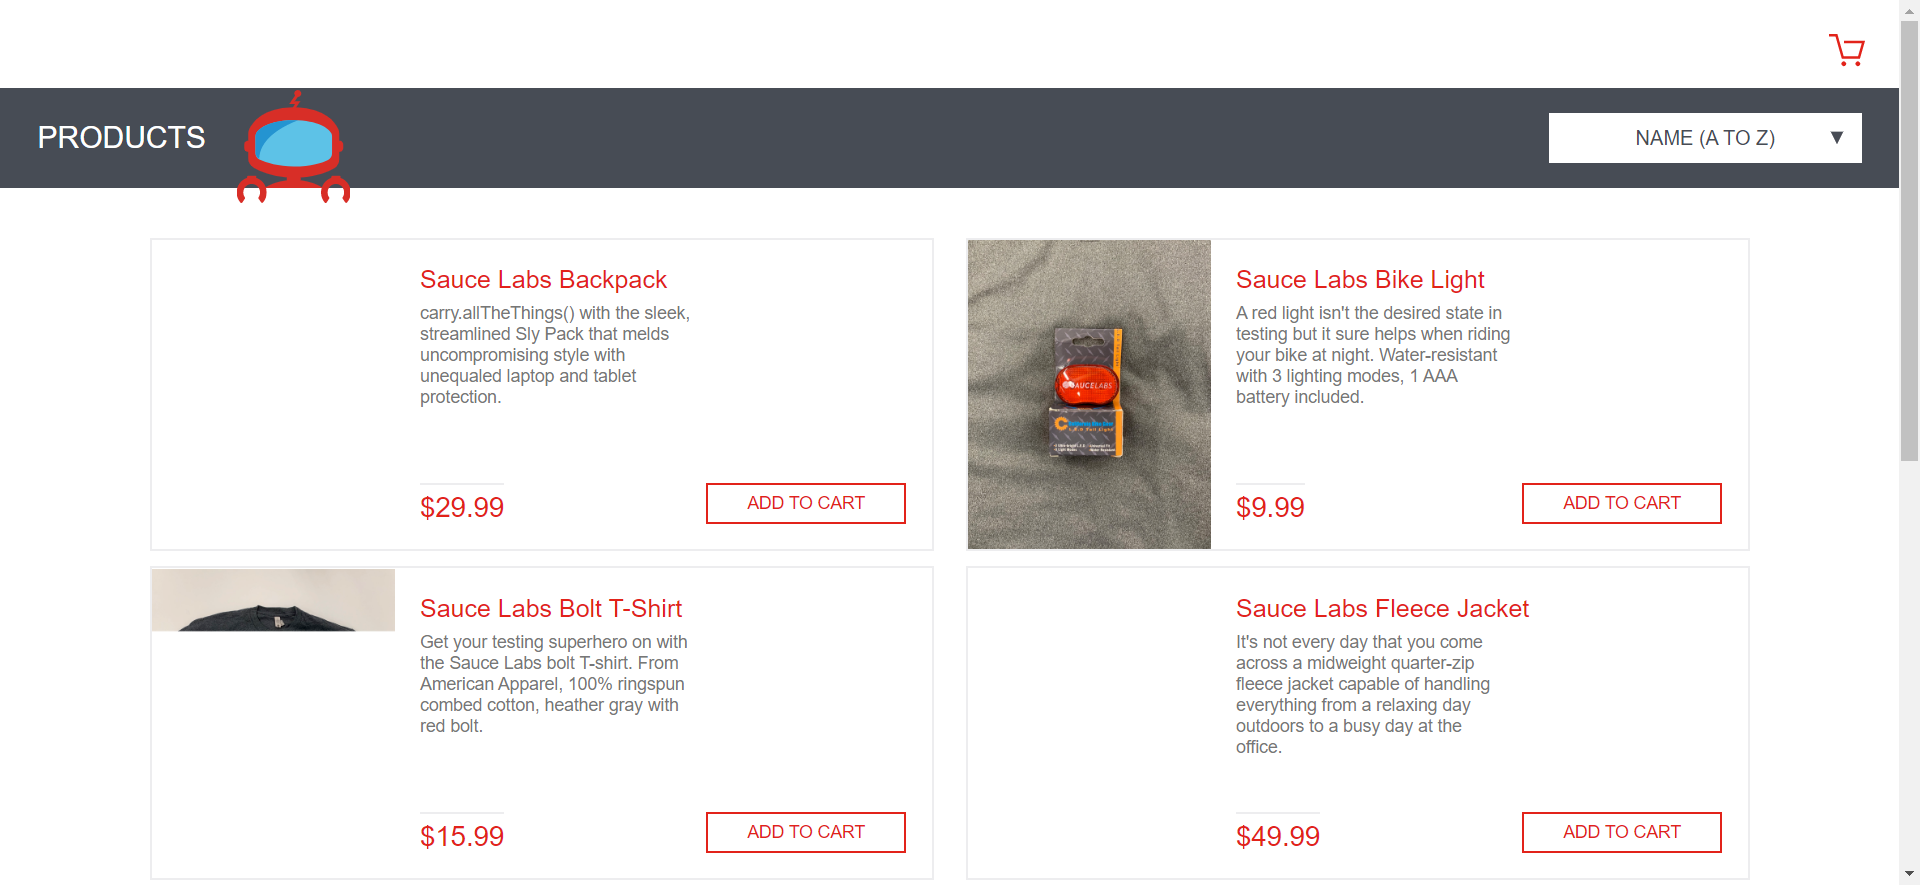 PRODUCTS
NAME (A TO Z)
Sauce Labs Backpack
carry.allTheThings() with the sleek,
streamlined Sly Pack that melds
uncompromising style with
unequaled laptop and tablet
protection.
$29.99
ADD TO CART
Sauce Labs Bike Light
A red light isn't the desired state in
testing but it sure helps when riding
your bike at night. Water-resistant
with 3 lighting modes, 1 AAA
battery included.
$9.99
ADD TO CART
SAUCELABS
Sauce Labs Bolt T-Shirt
Get your testing superhero on with
the Sauce Labs bolt T-shirt. From
American Apparel, 100% ringspun
combed cotton, heather gray with
red bolt.
$15.99
ADD TO CART
Sauce Labs Fleece Jacket
It's not every day that you come
across a midweight quarter-zip
fleece jacket capable of handling
everything from a relaxing day
outdoors to a busy day at the
office.
$49.99
ADD TO CART